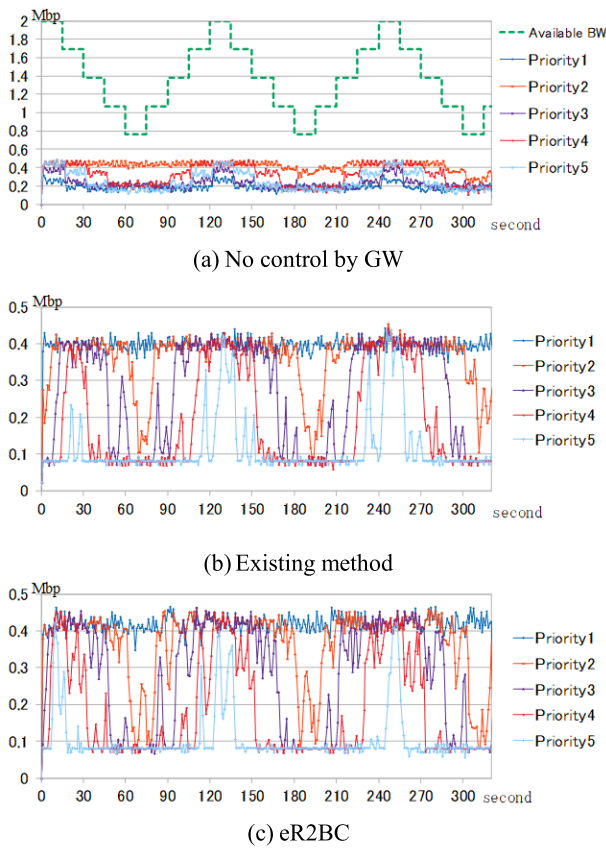 Mbp
2
1.8
1.6
1.4
1.2
1
0.8
0.6
0.4
0.2
0
0 30 60 90 120 150 180 210 240 270 300 second
Available BW
Priority1
Priority2
Priority3
Priority4
Priority5
(a) No control by GW
Mbp
0.5
0.4
0.3
0.2
0.1
0
0 30 60 90 120 150 180 210 240 270 300 second
Priority1
Priority2
Priority3
Priority4
Priority5
(b) Existing method
Mbp
0.5
0.4
0.3
0.2
0.1
0
0 30 60 90 120 150 180 210 240 270 300 second
Priority1
Priority2
Priority3
Priority4
Priority5
(c) eR2BC